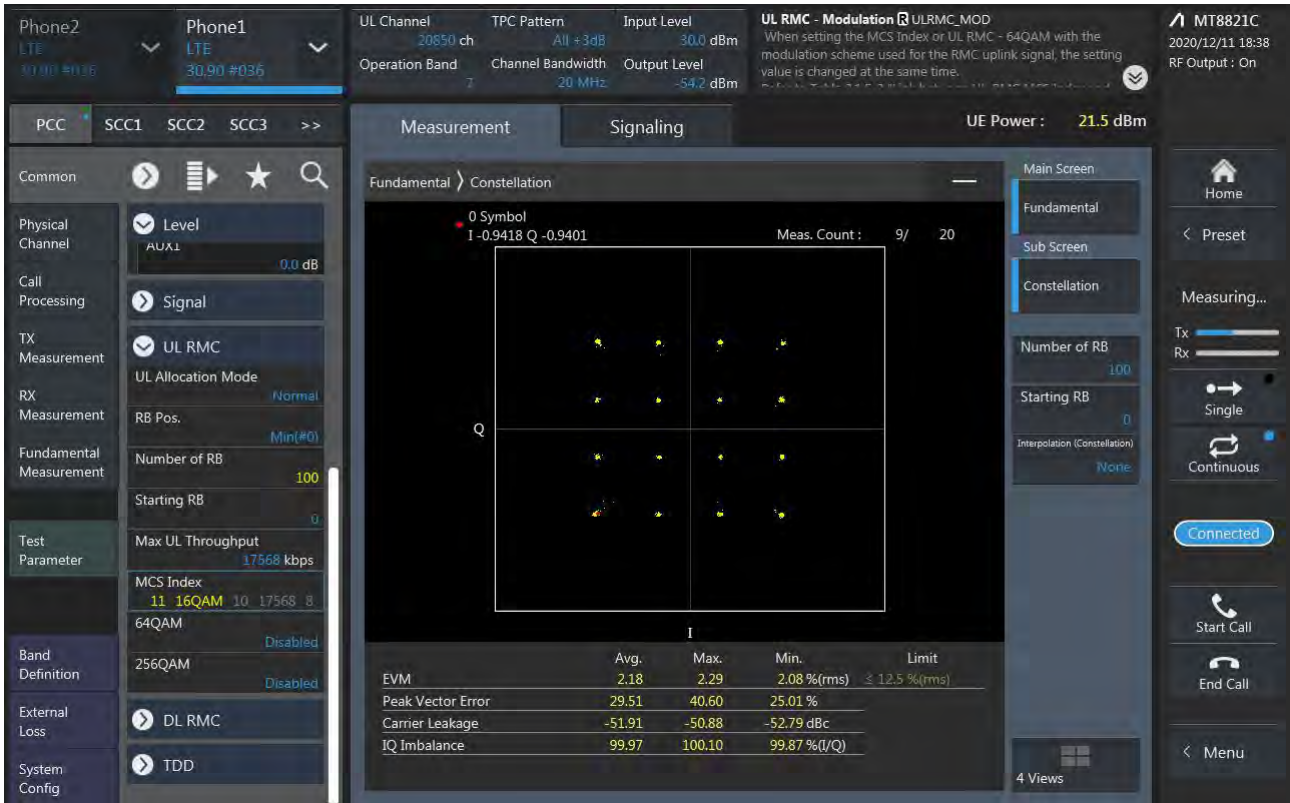 Phone2
LTE
Phone1
LTE
30.90 #036
UL Channel
20850 ch
TPC Pattern
All +3dB
Input Level
30.0 dBm
Operation Band
7
Channel Bandwidth
20 MHz
Output Level
-54.2 dBm
UL RMC - Modulation R ULRMC_MOD
When setting the MCS Index or UL RMC - 64QAM with the
modulation scheme used for the RMC uplink signal, the setting
value is changed at the same time.
MT8821C
2020/12/11 18:38
RF Output : On
PCC
SCC1
SCC2
SCC3
>>
Measurement
Signaling
UE Power : 21.5 dBm
Common
Physical
Channel
Call
Processing
TX
Measurement
RX
Measurement
Fundamental
Measurement
Test
Parameter
Band
Definition
External
Loss
System
Config
Level
AUX1
0.0 dB
Signal
UL RMC
UL Allocation Mode
Normal
RB Pos.
Min(#0)
Number of RB
100
Starting RB
0
Max UL Throughput
17568 kbps
MCS Index
11 16QAM 10 17568 8
64QAM
Disabled
256QAM
Disabled
DL RMC
TDD
Fundamental > Constellation
0 Symbol
I -0.9418 Q -0.9401
Meas. Count : 9/ 20
Q
I
Avg. Max. Min. Limit
EVM 2.18 2.29 2.08 %(rms) ≤ 12.5 %(rms)
Peak Vector Error 29.51 40.60 25.01 %
Carrier Leakage -51.91 -50.88 -52.79 dBc
IQ Imbalance 99.97 100.10 99.87 %(I/Q)
Main Screen
Fundamental
Sub Screen
Constellation
Number of RB
100
Starting RB
0
Interpolation (Constellation)
None
4 Views
Home
< Preset
Measuring...
Tx
Rx
Single
Continuous
Connected
Start Call
End Call
< Menu